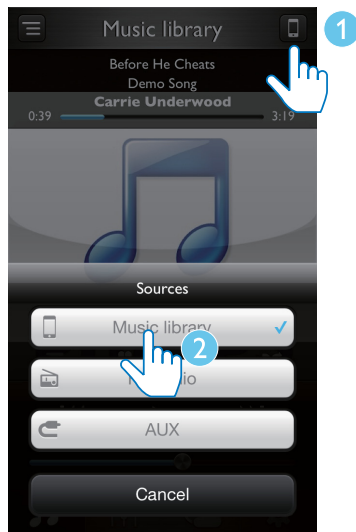 Music library
1
Before He Cheats
Demo Song
Carrie Underwood
0:39
3:19
Sources
Music library
2
AUX
Cancel